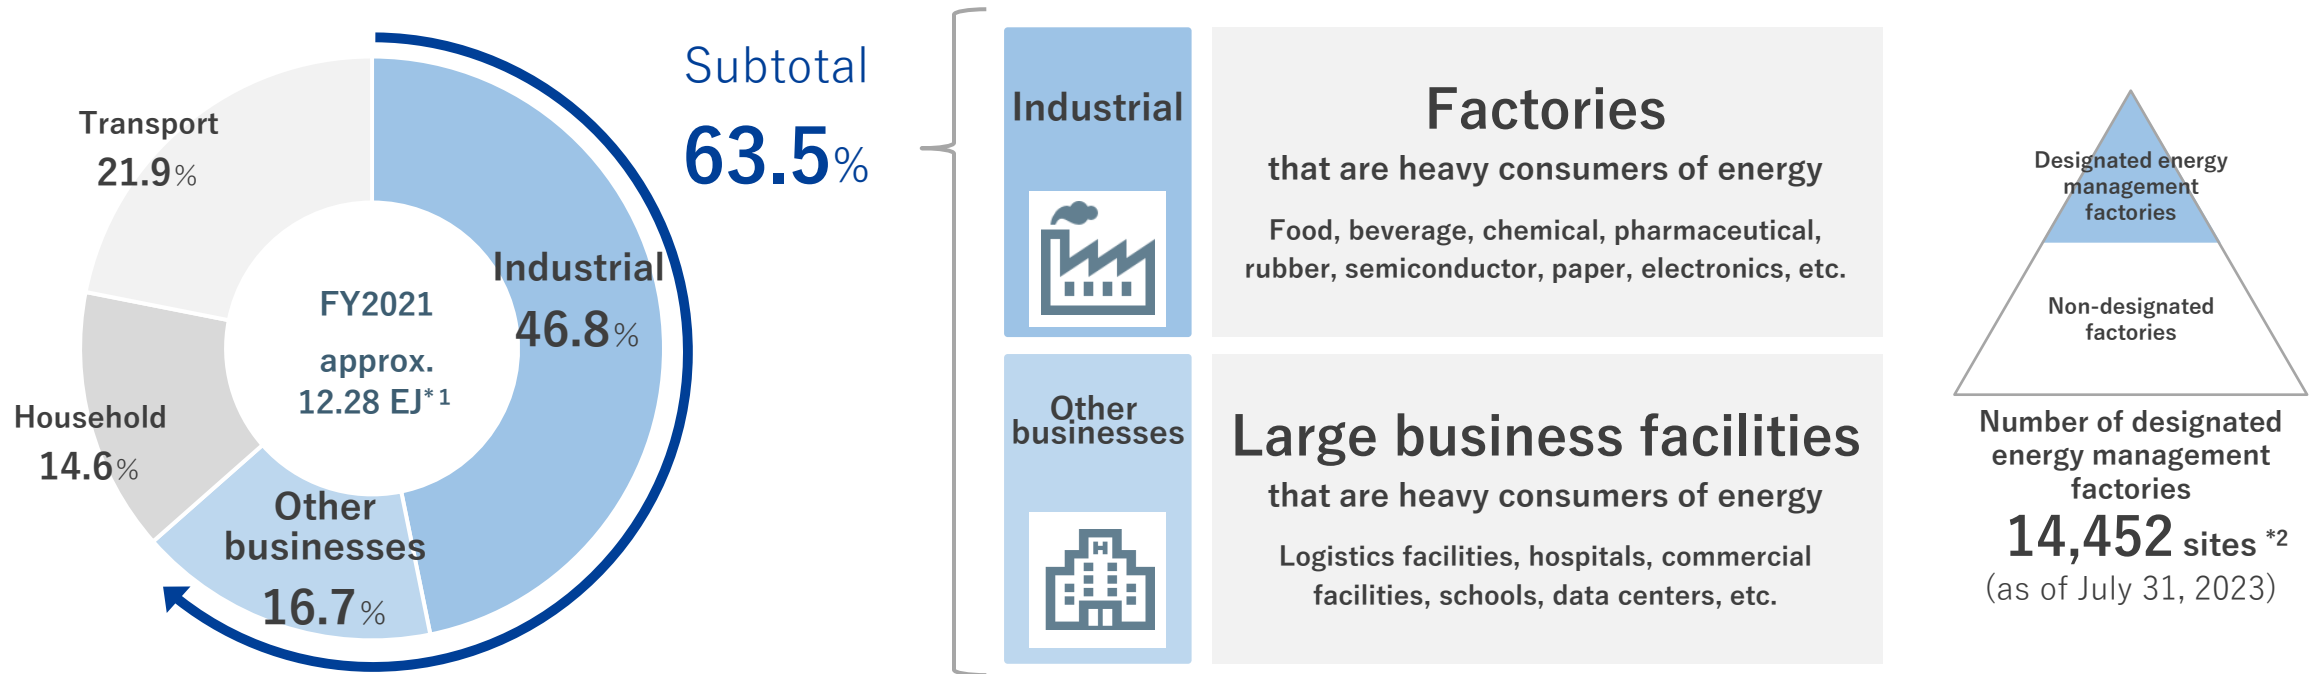 Transport
21.9%
Household
14.6%
FY2021
approx.
12.28 EJ*1
Industrial
46.8%
Other
businesses
16.7%
Subtotal
63.5%
Industrial
Factories
that are heavy consumers of energy
Food, beverage, chemical, pharmaceutical,
rubber, semiconductor, paper, electronics, etc.
Other
businesses
H
Large business facilities
that are heavy consumers of energy
Logistics facilities, hospitals, commercial
facilities, schools, data centers, etc.
Designated energy
management
factories
Non-designated
factories
Number of designated
energy management
factories
14,452 sites *2
(as of July 31, 2023)